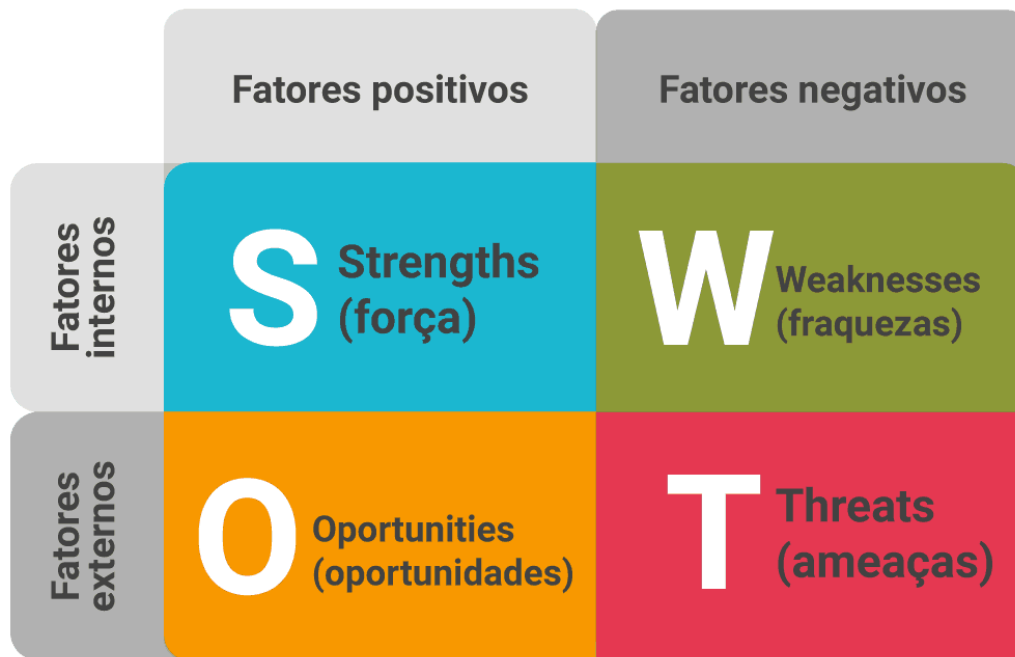 Fatores positivos
Fatores negativos
Fatores
internos
S
Strengths
(força)
W
Weaknesses
(fraquezas)
Fatores
externos
O
Oportunities
(oportunidades)
T
Threats
(ameaças)